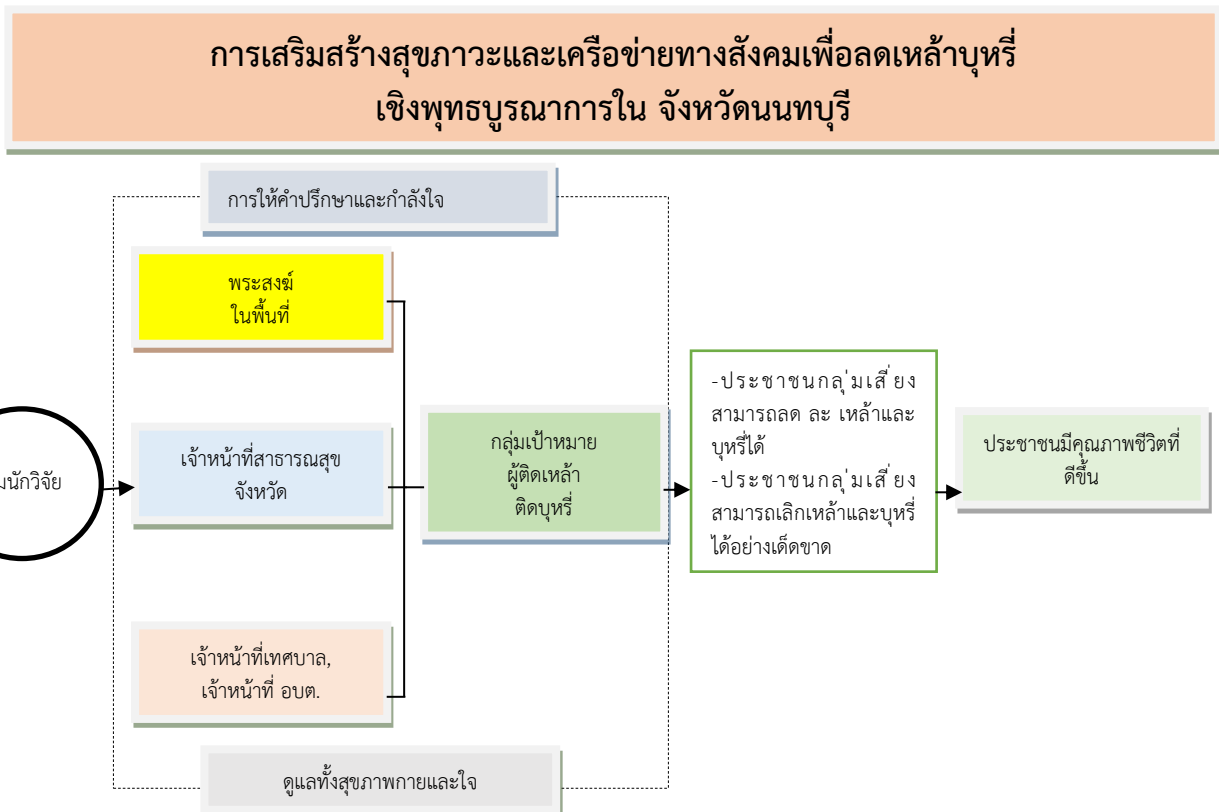 การเสริมสร้างสุขภาวะและเครือข่ายทางสังคมเพื่อลดเหล้าบุหรี่
เชิงพุทธบูรณาการใน จังหวัดนนทบุรี
การให้คำปรึกษาและกำลังใจ
พระสงฆ์
ในพื้นที่
มนักวิจัย
เจ้าหน้าที่สาธารณสุข
จังหวัด
กลุ่มเป้าหมาย
ผู้ติดเหล้า
ติดบุหรี่
-ประชาชนกลุ่มเสี่ยง
สามารถลด ละ เหล้าและ
บุหรี่ได้
-ประชาชนกลุ่มเสี่ยง
สามารถเลิกเหล้าและบุหรี่
ได้อย่างเด็ดขาด
ประชาชนมีคุณภาพชีวิตที่
ดีขึ้น
เจ้าหน้าที่เทศบาล,
เจ้าหน้าที่ อบต.
ดูแลทั้งสุขภาพกายและใจ